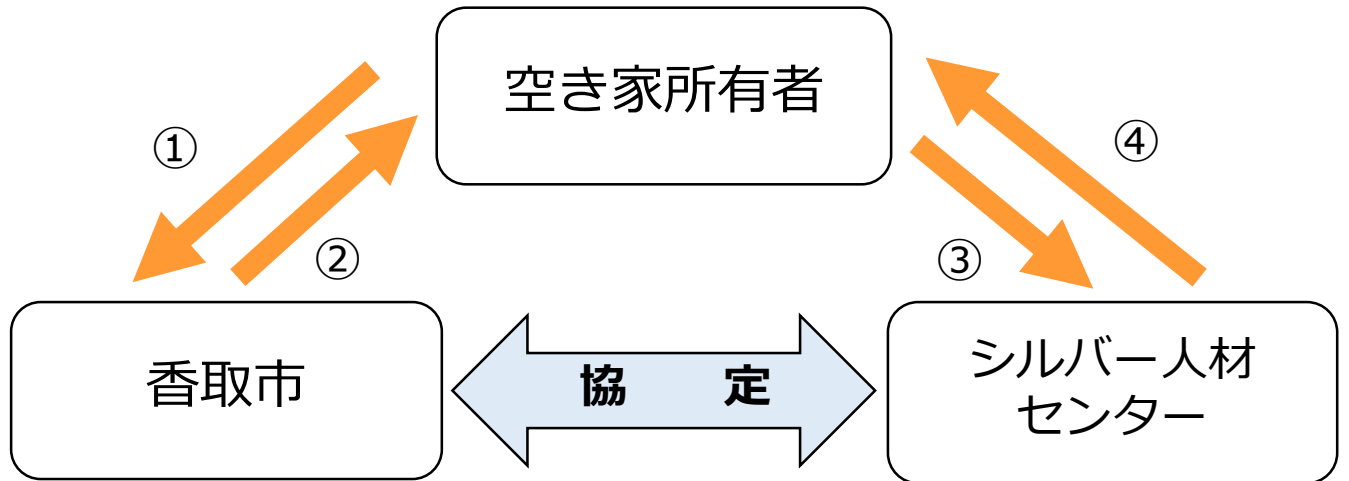 空き家所有者
①
②
③
④
香取市
協　定
シルバー人材
センター